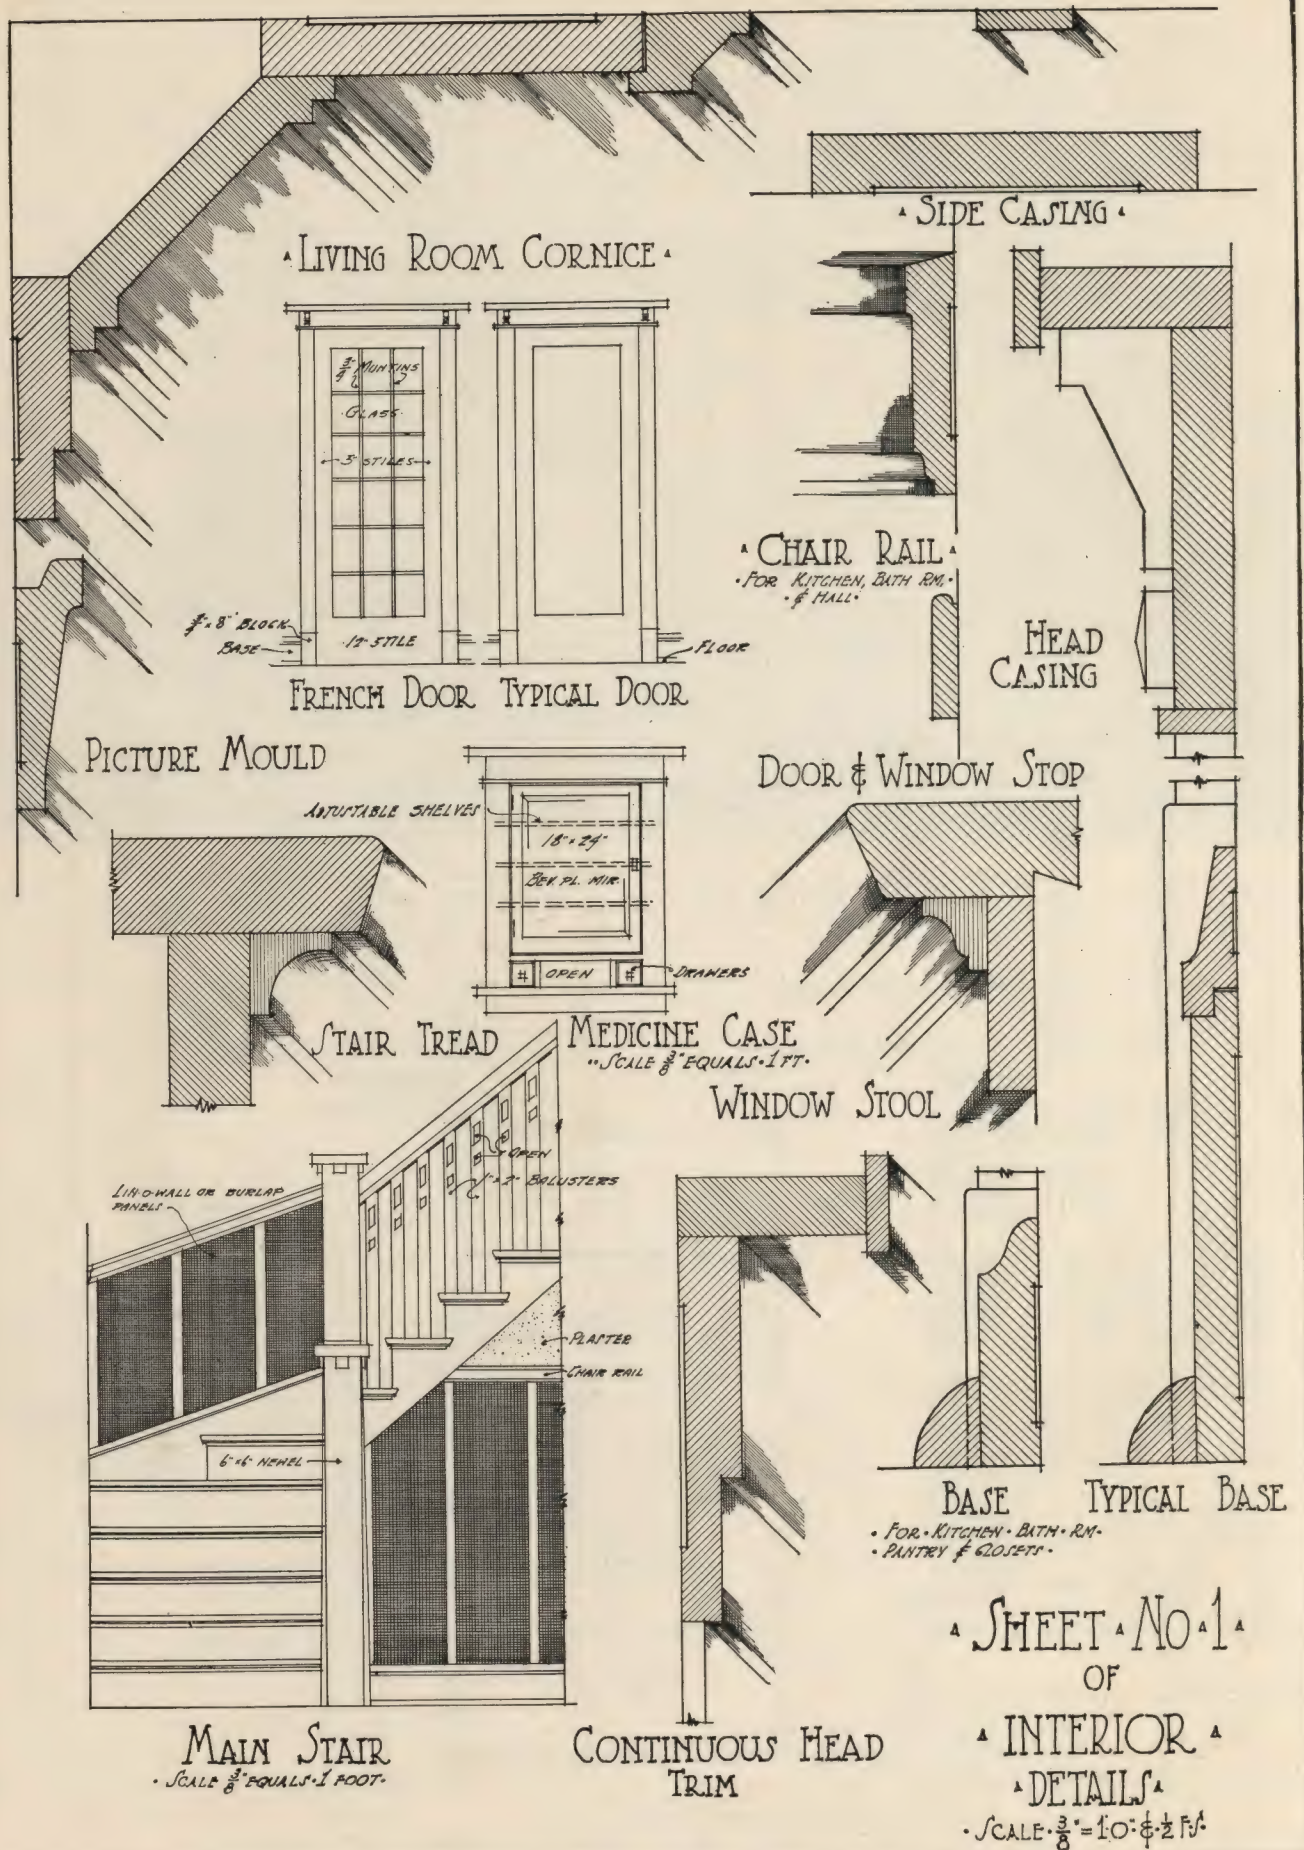 SIDE CASING
LIVING ROOM CORNICE
3/4" MUNTINS
GLASS
3" STILES
CHAIR RAIL
FOR KITCHEN, BATH RM,
& HALL
BLOCK
BASE
12" STILE
FLOOR
HEAD
CASING
FRENCH DOOR
TYPICAL DOOR
PICTURE MOULD
DOOR & WINDOW STOP
ADJUSTABLE SHELVES
18" × 24"
BEV. PL. MIR.
OPEN
DRAWERS
STAIR TREAD
MEDICINE CASE
SCALE 3/8" EQUALS·1 FT·
WINDOW STOOL
OPEN
1" × 2" BALUSTERS
LIN-O-WALL OR BURLAP
PANELS
PLASTER
CHAIR RAIL
6" × 6" NEWEL
BASE
FOR·KITCHEN·BATH·RM·
PANTRY & CLOSETS·
TYPICAL BASE
MAIN STAIR
SCALE 3/8" EQUALS·1 FOOT·
CONTINUOUS HEAD
TRIM
SHEET·NO·1
OF
INTERIOR
DETAILS
SCALE·3/8"=1'0"·&·1/2 F.S.